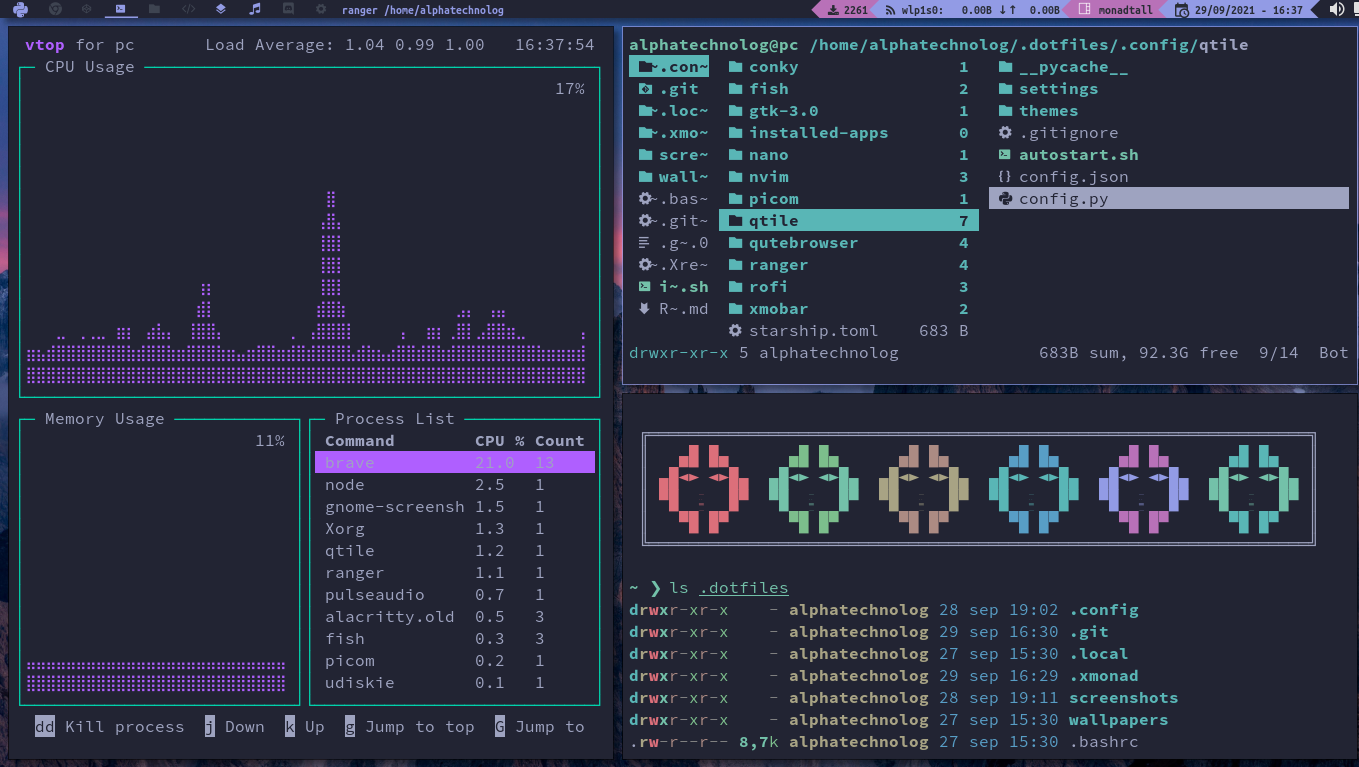 ranger /home/alphatechnolog
2261
wlp1s0: 0.00B ↓↑ 0.00B
monadtall
29/09/2021 - 16:37
vtop for pc Load Average: 1.04 0.99 1.00 16:37:54
CPU Usage
17%
Memory Usage
11%
Process List
Command CPU % Count
brave 21.0 13
node 2.5 1
gnome-screensh 1.5 1
Xorg 1.3 1
qtile 1.2 1
ranger 1.1 1
pulseaudio 0.7 1
alacritty.old 0.5 3
fish 0.3 3
picom 0.2 1
udiskie 0.1 1
dd Kill process j Down k Up g Jump to top G Jump to
alphatechnolog@pc /home/alphatechnolog/.dotfiles/.config/qtile
~.con~ conky 1 __pycache__
.git fish 2 settings
~.loc~ gtk-3.0 1 themes
~.xmo~ installed-apps 0 .gitignore
scre~ nano 1 autostart.sh
wall~ nvim 3 {} config.json
~.bas~ picom 1 config.py
~.git~ qtile 7
.g~.0 qutebrowser 4
~.Xre~ ranger 4
i~.sh rofi 3
R~.md xmobar 2
starship.toml 683 B
drwxr-xr-x 5 alphatechnolog 683B sum, 92.3G free 9/14 Bot
~ ❯ ls .dotfiles
drwxr-xr-x - alphatechnolog 28 sep 19:02 .config
drwxr-xr-x - alphatechnolog 29 sep 16:30 .git
drwxr-xr-x - alphatechnolog 27 sep 15:30 .local
drwxr-xr-x - alphatechnolog 29 sep 16:29 .xmonad
drwxr-xr-x - alphatechnolog 28 sep 19:11 screenshots
drwxr-xr-x - alphatechnolog 27 sep 15:30 wallpapers
.rw-r--r-- 8,7k alphatechnolog 27 sep 15:30 .bashrc